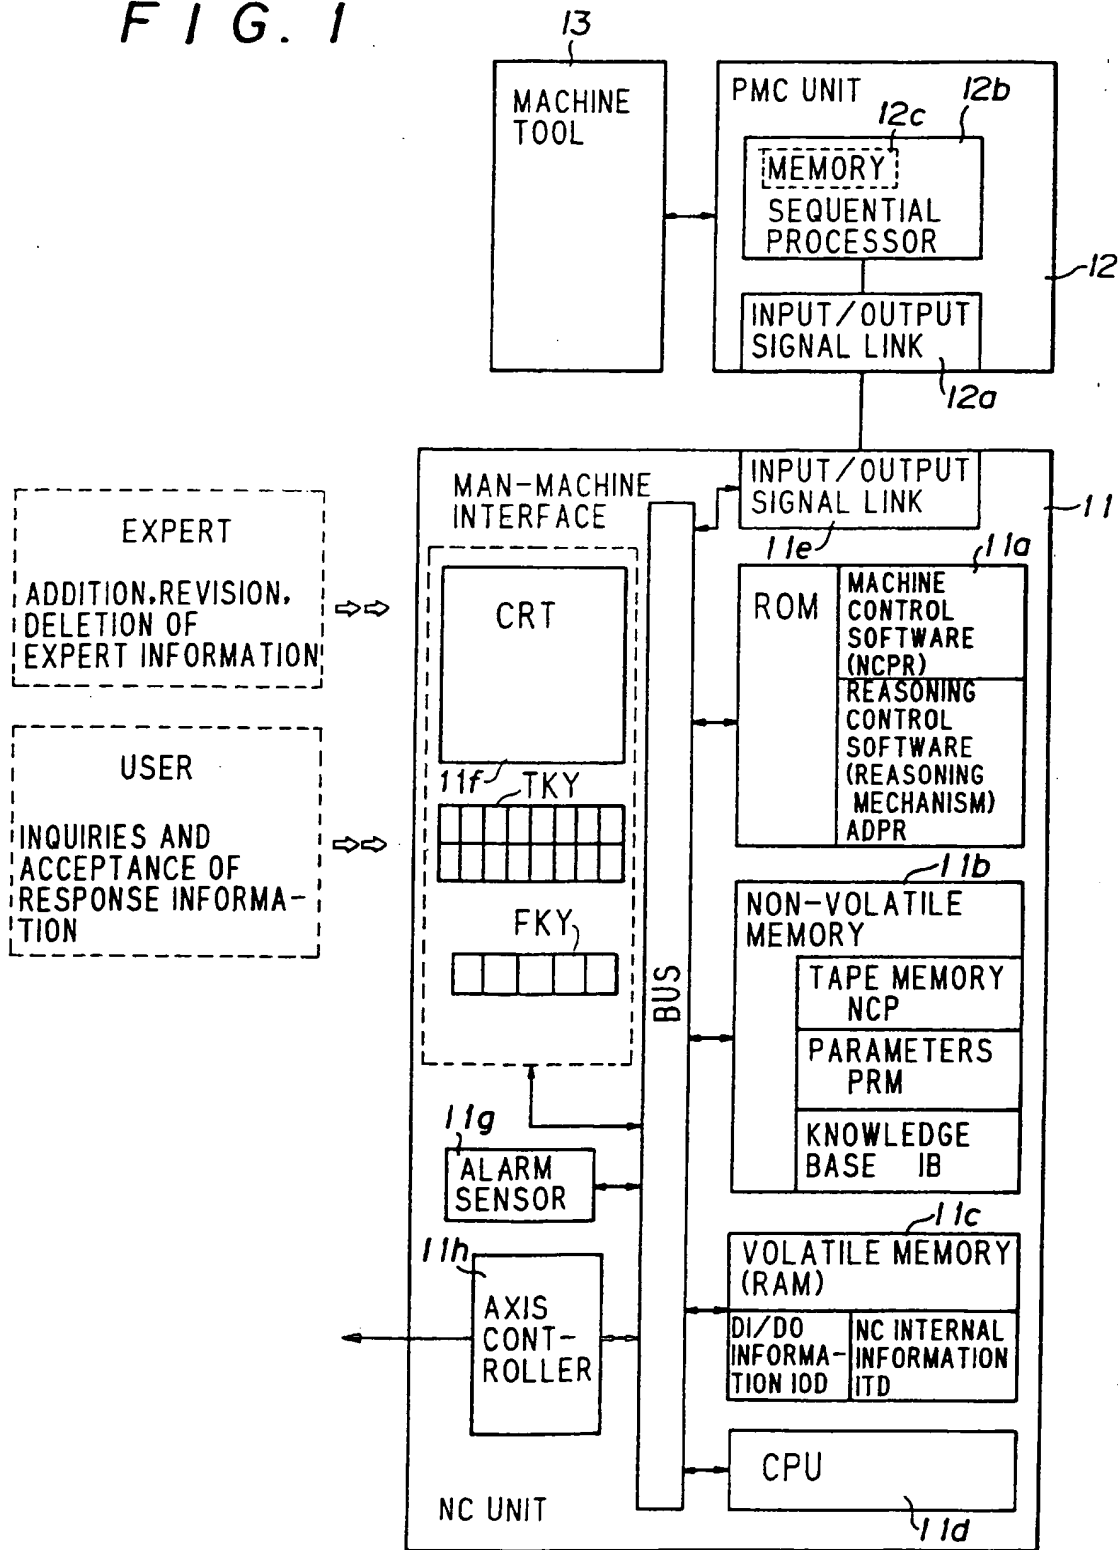 FIG. 1
13
MACHINE
TOOL
PMC UNIT
12b
12c
MEMORY
SEQUENTIAL
PROCESSOR
12
INPUT/OUTPUT
SIGNAL LINK
12a
EXPERT
ADDITION, REVISION,
DELETION OF
EXPERT INFORMATION
USER
INQUIRIES AND
ACCEPTANCE OF
RESPONSE INFORMA-
TION
MAN-MACHINE
INTERFACE
CRT
11f
TKY
FKY
11g
ALARM
SENSOR
11h
AXIS
CONT-
ROLLER
NC UNIT
BUS
INPUT/OUTPUT
SIGNAL LINK
11
11e
11a
ROM
MACHINE
CONTROL
SOFTWARE
(NCPR)
REASONING
CONTROL
SOFTWARE
(REASONING
MECHANISM)
ADPR
11b
NON-VOLATILE
MEMORY
TAPE MEMORY
NCP
PARAMETERS
PRM
KNOWLEDGE
BASE IB
11c
VOLATILE MEMORY
(RAM)
DI/DO
INFORMA-
TION IOD
NC INTERNAL
INFORMATION
ITD
CPU
11d